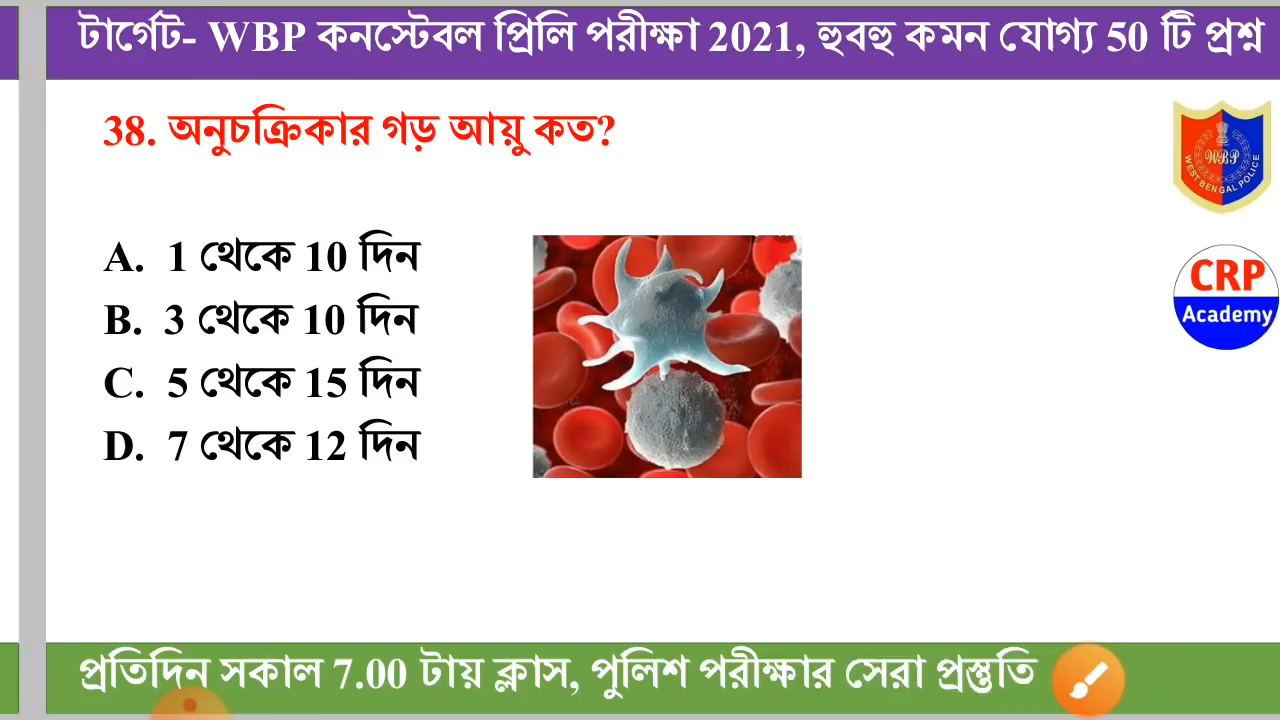 টার্গেট- WBP কনস্টেবল প্রিলি পরীক্ষা 2021, হুবহু কমন যোগ্য 50 টি প্রশ্ন
38. অনুচক্রিকার গড় আয়ু কত?
A. 1 থেকে 10 দিন
B. 3 থেকে 10 দিন
C. 5 থেকে 15 দিন
D. 7 থেকে 12 দিন
WBP
WEST BENGAL POLICE
CRP
Academy
প্রতিদিন সকাল 7.00 টায় ক্লাস, পুলিশ পরীক্ষার সেরা প্রস্তুতি